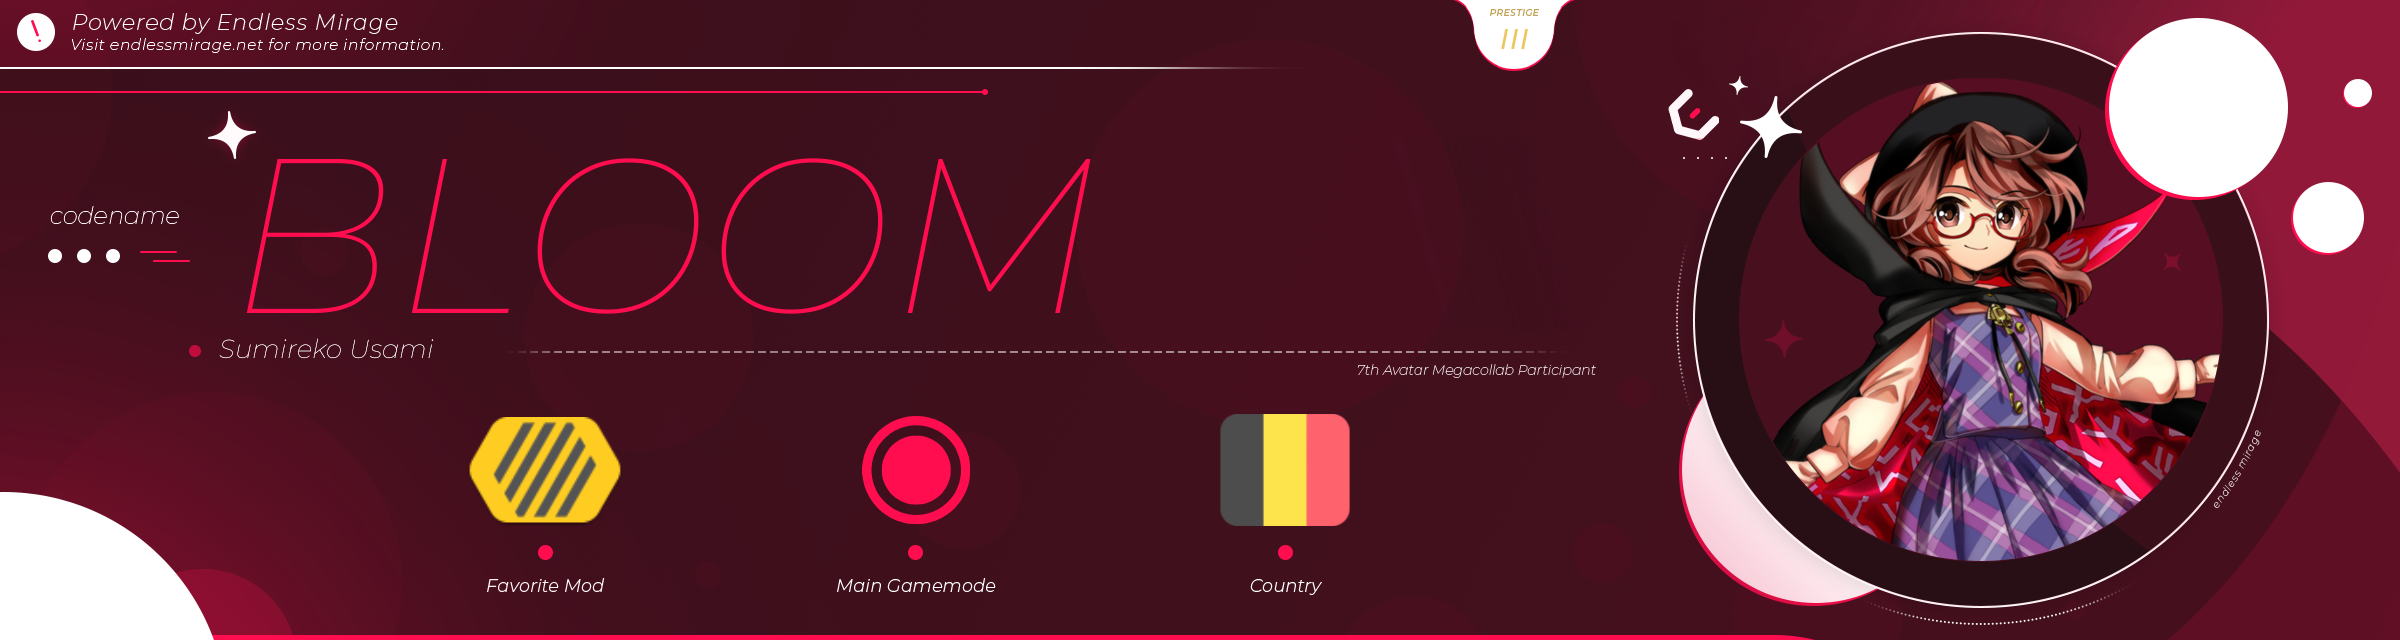 Powered by Endless Mirage
Visit endlessmirage.net for more information.
PRESTIGE
III
codename
BLOOM
Sumireko Usami
7th Avatar Megacollab Participant
Favorite Mod
Main Gamemode
Country
endless mirage